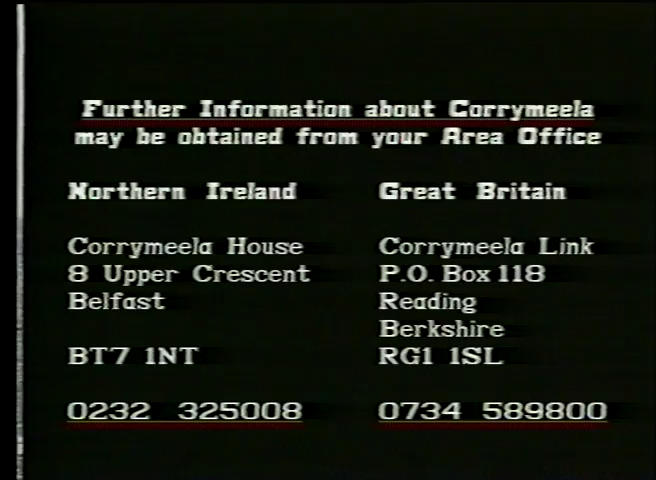 Further Information about Corrymeela
may be obtained from your Area Office
Northern Ireland
Corrymeela House
8 Upper Crescent
Belfast
BT7 1NT
0232 325008
Great Britain
Corrymeela Link
P.O. Box 118
Reading
Berkshire
RG1 1SL
0734 589800